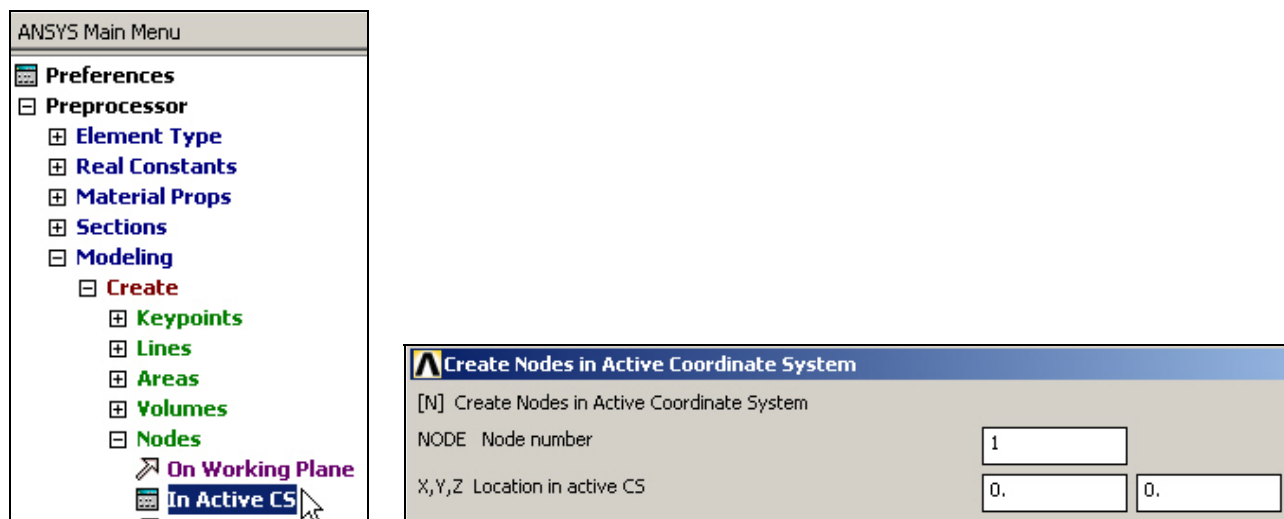 ANSYS Main Menu
Preferences
Preprocessor
Element Type
Real Constants
Material Props
Sections
Modeling
Create
Keypoints
Lines
Areas
Volumes
Nodes
On Working Plane
In Active CS
Create Nodes in Active Coordinate System
[N] Create Nodes in Active Coordinate System
NODE Node number 1
X,Y,Z Location in active CS 0. 0.